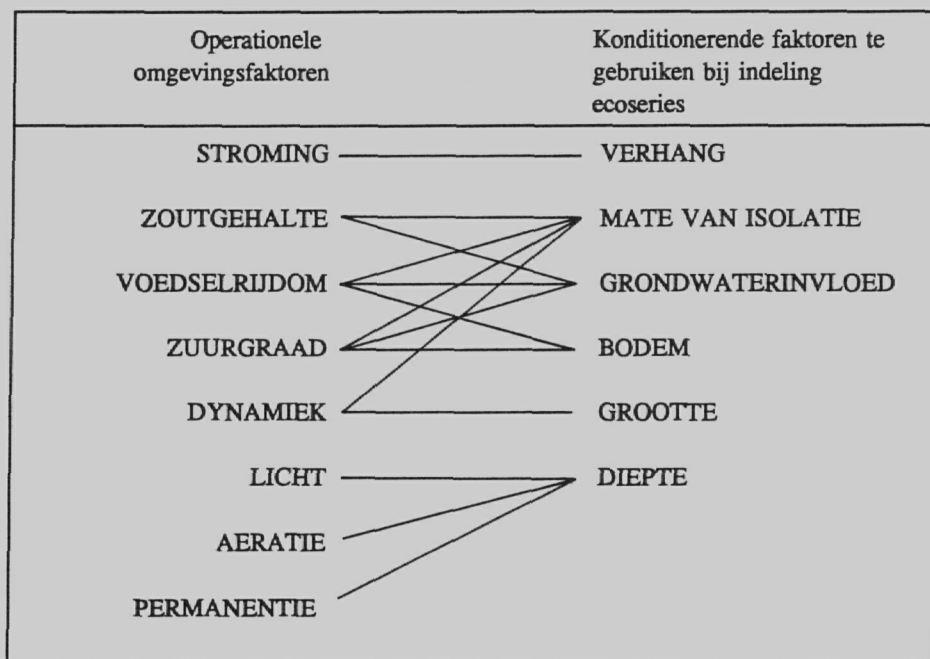 Operationele
omgevingsfaktoren
Konditionerende faktoren te
gebruiken bij indeling
ecoseries
STROMING
VERHANG
ZOUTGEHALTE
MATE VAN ISOLATIE
VOEDSELRIJDOM
GRONDWATERINVLOED
ZUURGRAAD
BODEM
DYNAMIEK
GROOTTE
LICHT
DIEPTE
AERATIE
PERMANENTIE